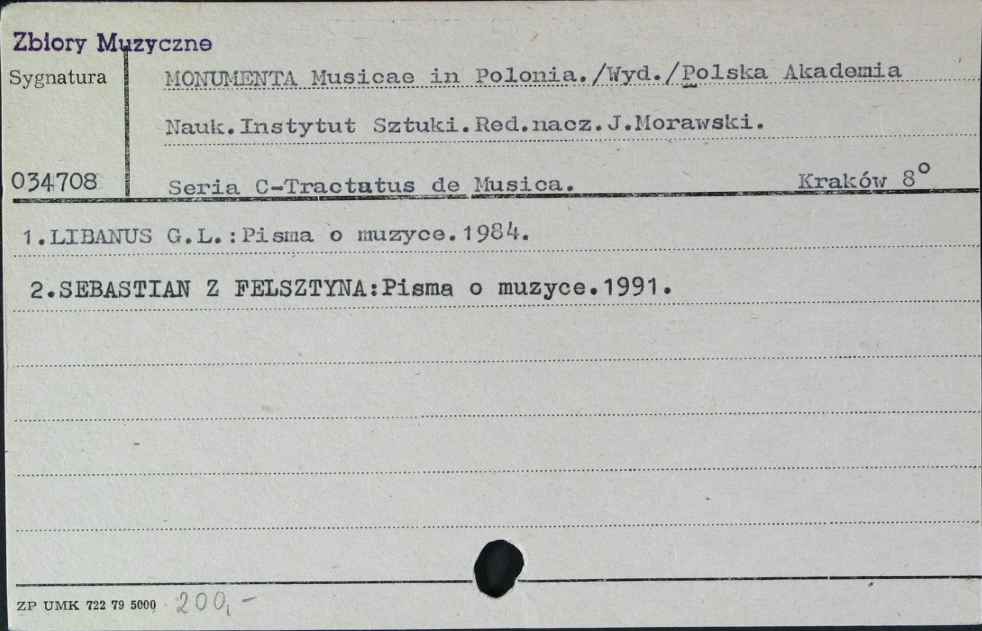 Zbiory Muzyczne
Sygnatura MONUMENTA Musicae in Polonia./Wyd./Polska Akademia
Nauk.Instytut Sztuki.Red.nacz.J.Morawski.
034708 Seria C-Tractatus de Musica. Kraków 8°
1.LIBANUS G.L.:Pisma o muzyce.1984.
2.SEBASTIAN Z FELSZTYNA:Pisma o muzyce.1991.
ZP UMK 722 79 5000 200,-